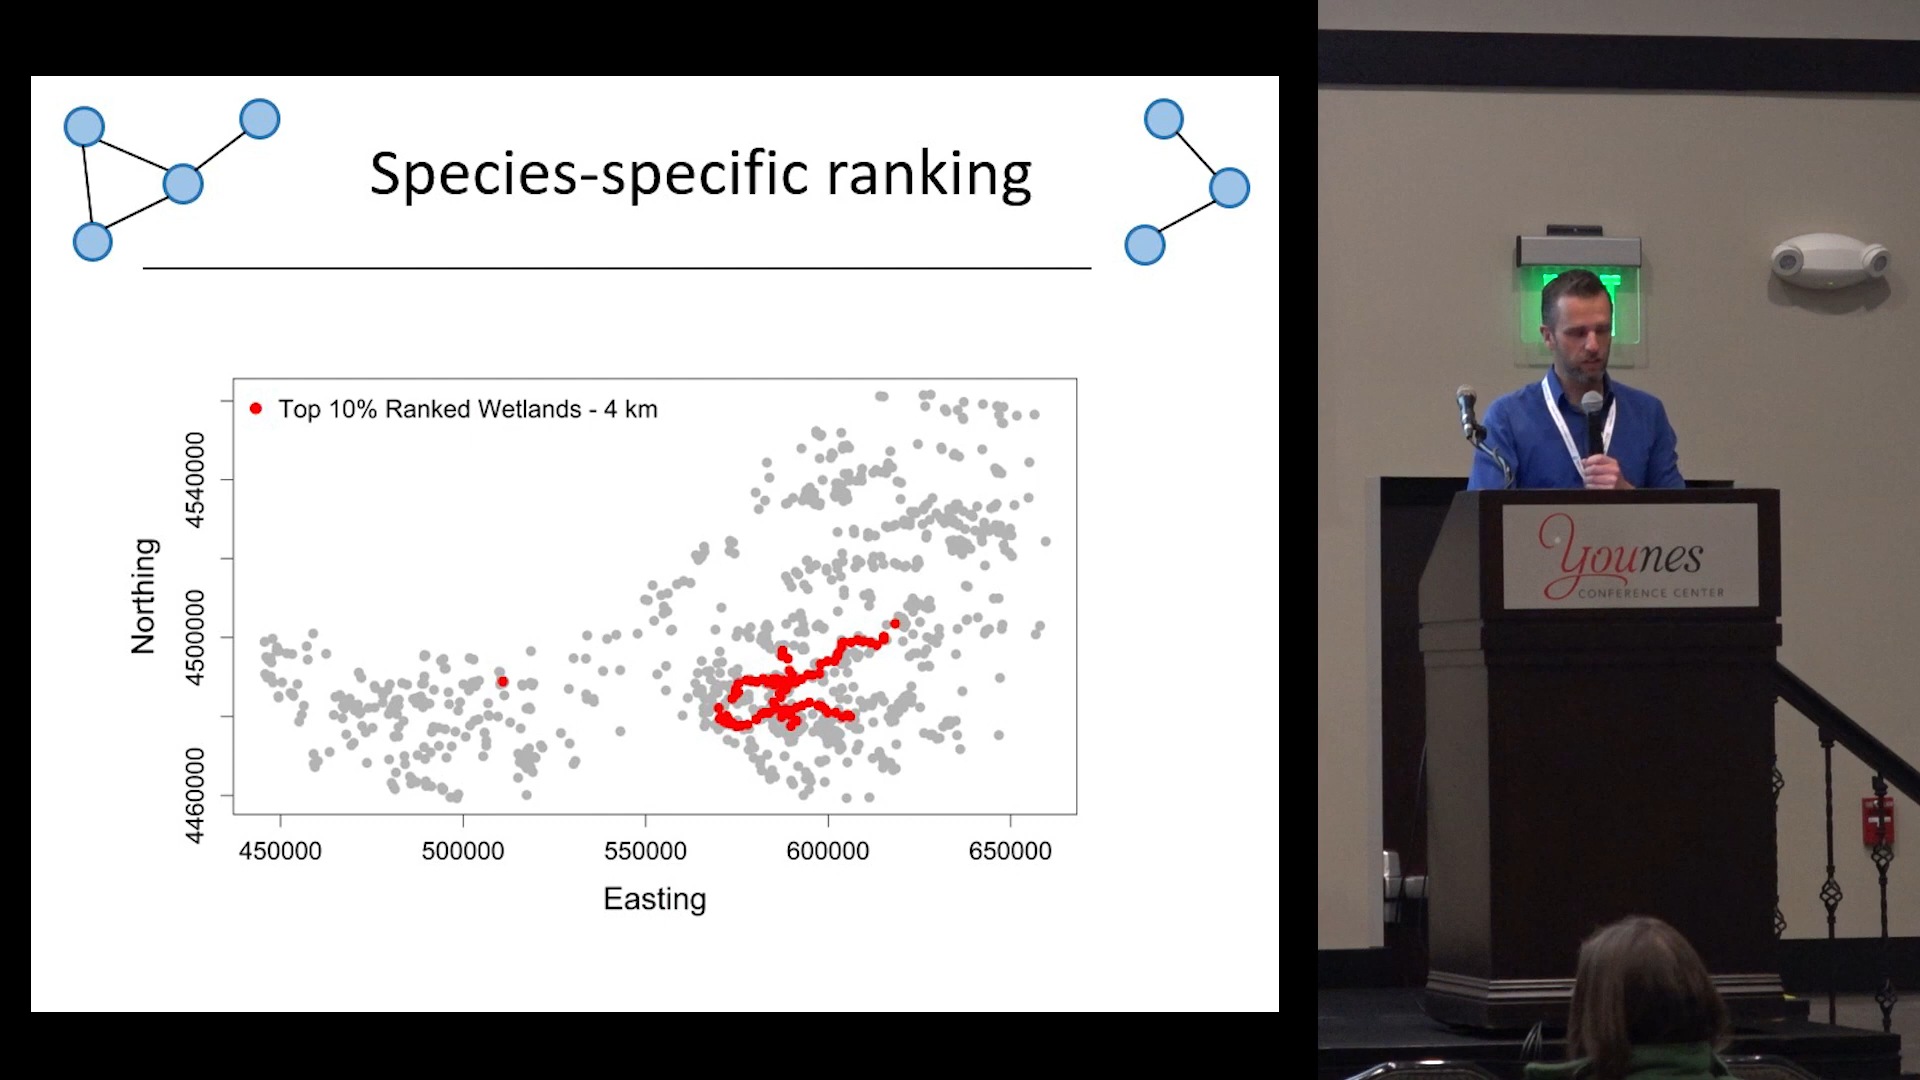 Species-specific ranking
Top 10% Ranked Wetlands - 4 km
Northing
4540000
4500000
4460000
450000
500000
550000
600000
650000
Easting
Younes
CONFERENCE CENTER